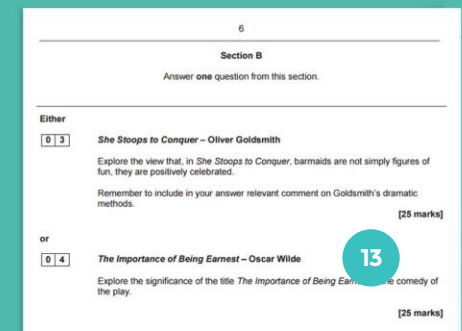 6
Section B
Answer one question from this section.
Either
0 3 She Stoops to Conquer – Oliver Goldsmith
Explore the view that, in She Stoops to Conquer, barmaids are not simply figures of
fun, they are positively celebrated.
Remember to include in your answer relevant comment on Goldsmith's dramatic
methods.
[25 marks]
or
0 4 The Importance of Being Earnest – Oscar Wilde
13
Explore the significance of the title The Importance of Being comedy of
the play.
[25 marks]